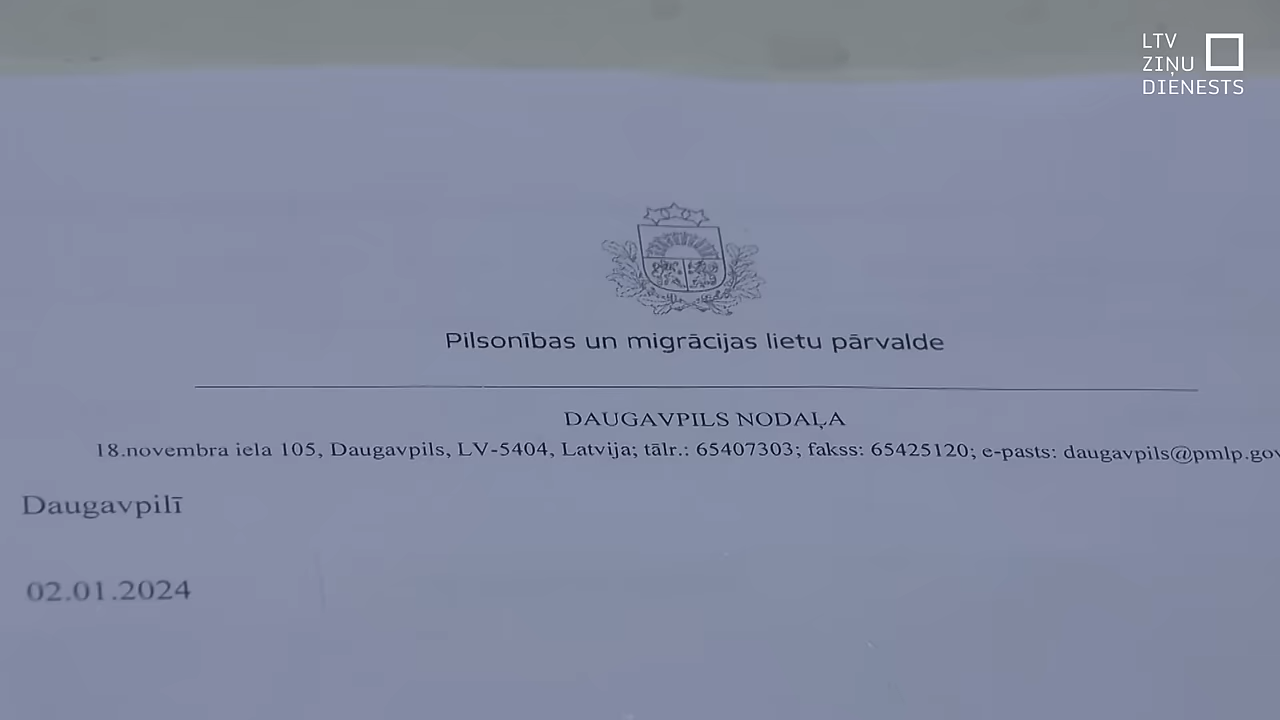 LTV
ZIŅU
DIENESTS
Pilsonības un migrācijas lietu pārvalde
DAUGAVPILS NODAĻA
18.novembra iela 105, Daugavpils, LV-5404, Latvija; tālr.: 65407303; fakss: 65425120; e-pasts: daugavpils@pmlp.gov
Daugavpilī
02.01.2024